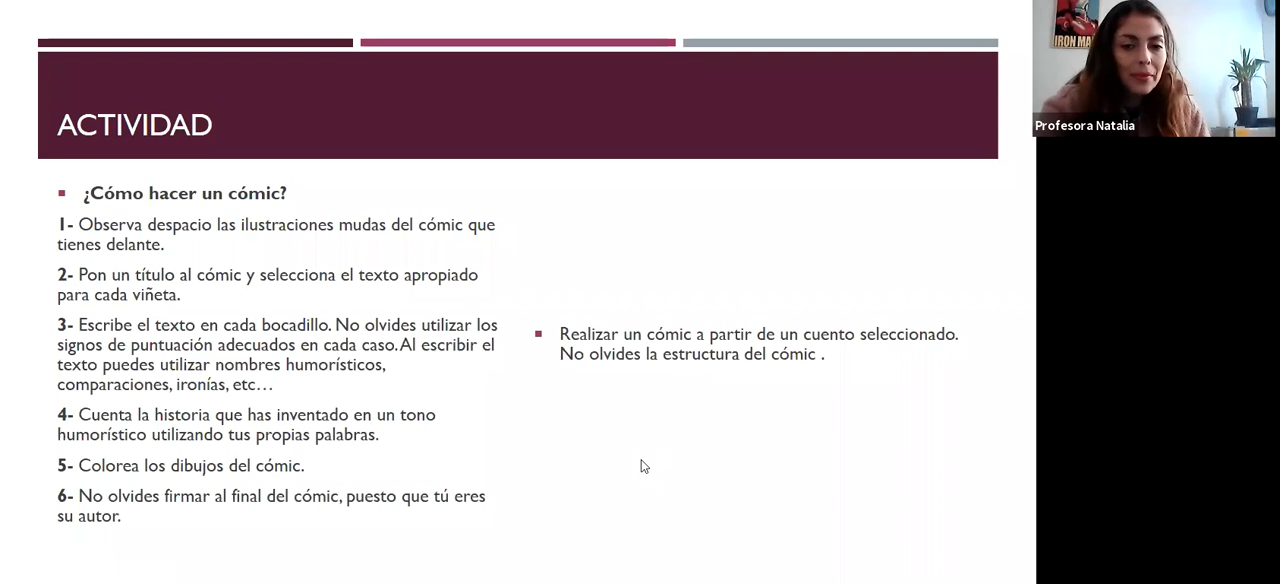 ACTIVIDAD
¿Cómo hacer un cómic?
1- Observa despacio las ilustraciones mudas del cómic que
tienes delante.
2- Pon un título al cómic y selecciona el texto apropiado
para cada viñeta.
3- Escribe el texto en cada bocadillo. No olvides utilizar los
signos de puntuación adecuados en cada caso. Al escribir el
texto puedes utilizar nombres humorísticos,
comparaciones, ironías, etc…
4- Cuenta la historia que has inventado en un tono
humorístico utilizando tus propias palabras.
5- Colorea los dibujos del cómic.
6- No olvides firmar al final del cómic, puesto que tú eres
su autor.
Realizar un cómic a partir de un cuento seleccionado.
No olvides la estructura del cómic .
IRON MA
Profesora Natalia